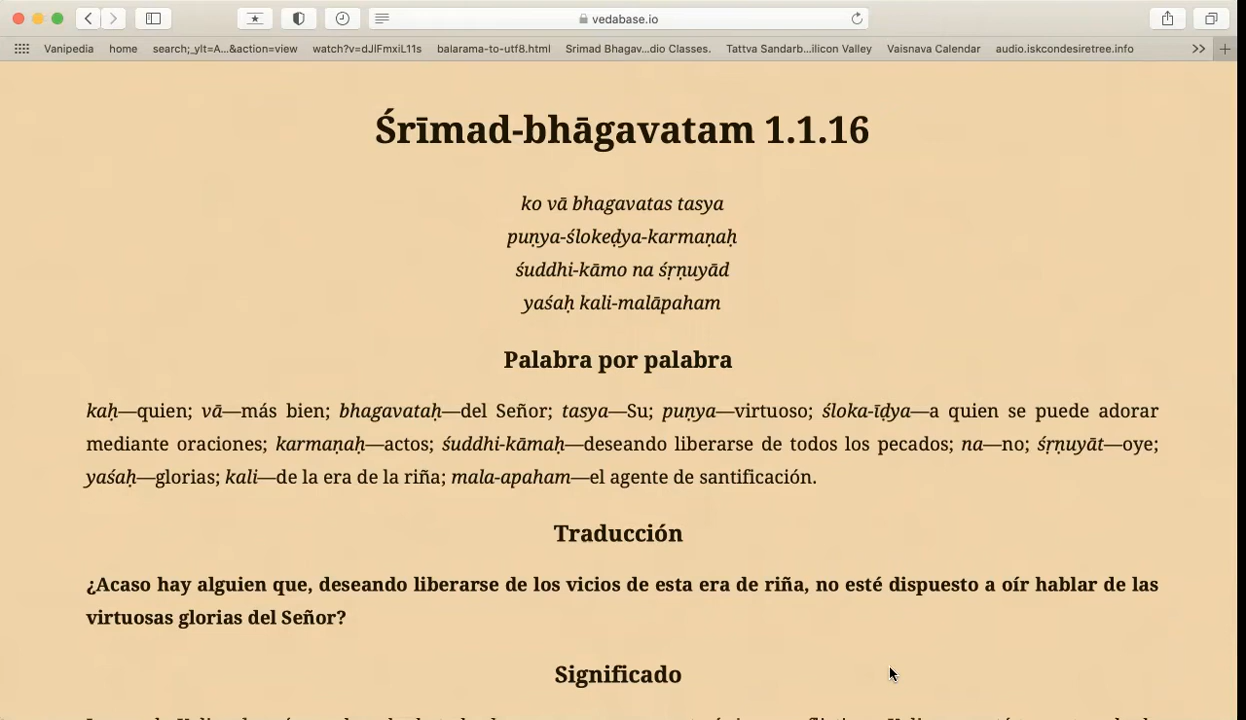 vedabase.io
Vanipedia home search;_ylt=A...&action=view watch?v=dJlFmxiL11s balarama-to-utf8.html Srimad Bhagav...dio Classes. Tattva Sandarb...ilicon Valley Vaisnava Calendar audio.iskcondesiretree.info >> +
Śrīmad-bhāgavatam 1.1.16
ko vā bhagavatas tasya
puṇya-ślokeḍya-karmaṇaḥ
śuddhi-kāmo na śṛṇuyād
yaśaḥ kali-malāpaham
Palabra por palabra
kaḥ—quien; vā—más bien; bhagavataḥ—del Señor; tasya—Su; puṇya—virtuoso; śloka-īḍya—a quien se puede adorar
mediante oraciones; karmaṇaḥ—actos; śuddhi-kāmaḥ—deseando liberarse de todos los pecados; na—no; śṛṇuyāt—oye;
yaśaḥ—glorias; kali—de la era de la riña; mala-apaham—el agente de santificación.
Traducción
¿Acaso hay alguien que, deseando liberarse de los vicios de esta era de riña, no esté dispuesto a oír hablar de las
virtuosas glorias del Señor?
Significado